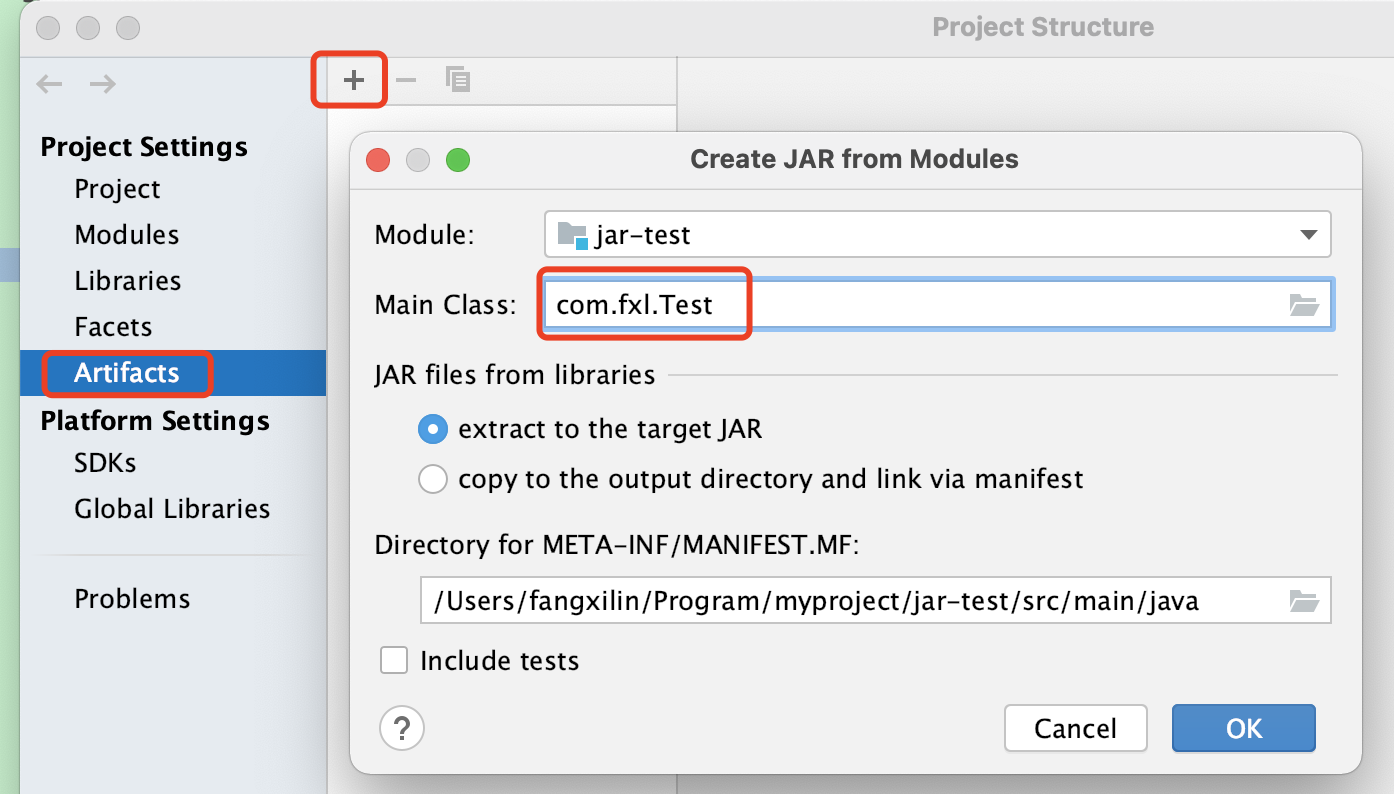 Project Structure
Project Settings
Project
Modules
Libraries
Facets
Artifacts
Platform Settings
SDKs
Global Libraries
Problems
Create JAR from Modules
Module: jar-test
Main Class: com.fxl.Test
JAR files from libraries
extract to the target JAR
copy to the output directory and link via manifest
Directory for META-INF/MANIFEST.MF:
/Users/fangxilin/Program/myproject/jar-test/src/main/java
Include tests
? Cancel OK